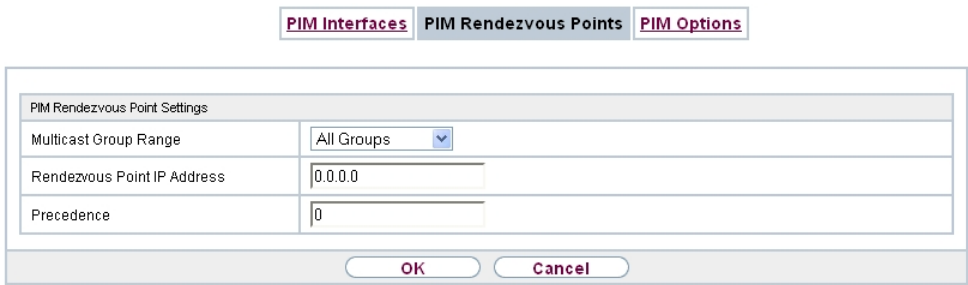 PIM Interfaces PIM Rendezvous Points PIM Options
PIM Rendezvous Point Settings
Multicast Group Range All Groups
Rendezvous Point IP Address 0.0.0.0
Precedence 0
OK Cancel